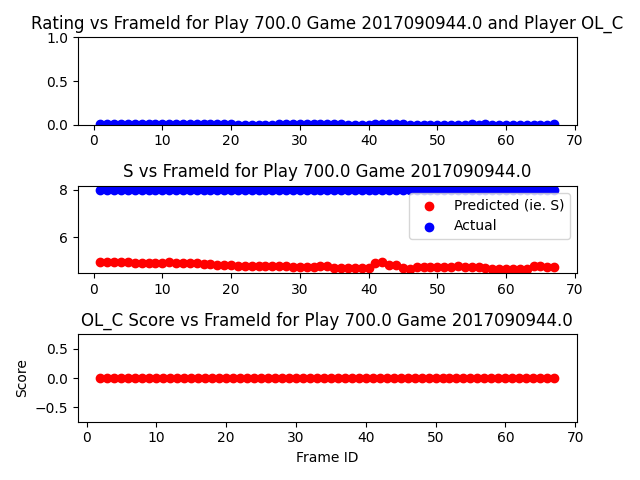 Rating vs FrameId for Play 700.0 Game 2017090944.0 and Player OL_C
1.0
0.5
0.0
0 10 20 30 40 50 60 70
S vs FrameId for Play 700.0 Game 2017090944.0
8
6
Predicted (ie. S)
Actual
0 10 20 30 40 50 60 70
OL_C Score vs FrameId for Play 700.0 Game 2017090944.0
Score
0.5
0.0
−0.5
0 10 20 30 40 50 60 70
Frame ID